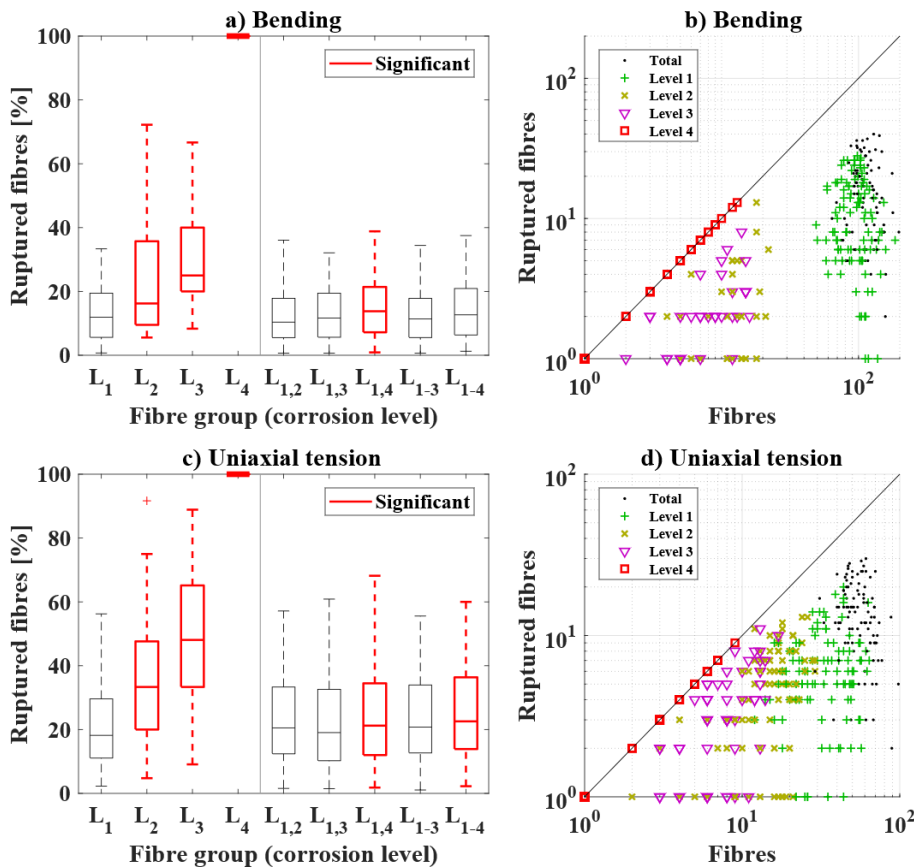 a) Bending
100
80
60
40
20
0
Ruptured fibres [%]
Significant
L1 L2 L3 L4 L1,2 L1,3 L1,4 L1-3 L1-4
Fibre group (corrosion level)
b) Bending
10^2
10^1
10^0
Ruptured fibres
Total
Level 1
Level 2
Level 3
Level 4
10^0 10^2
Fibres
c) Uniaxial tension
100
80
60
40
20
0
Ruptured fibres [%]
Significant
L1 L2 L3 L4 L1,2 L1,3 L1,4 L1-3 L1-4
Fibre group (corrosion level)
d) Uniaxial tension
10^2
10^1
10^0
Ruptured fibres
Total
Level 1
Level 2
Level 3
Level 4
10^0 10^1 10^2
Fibres